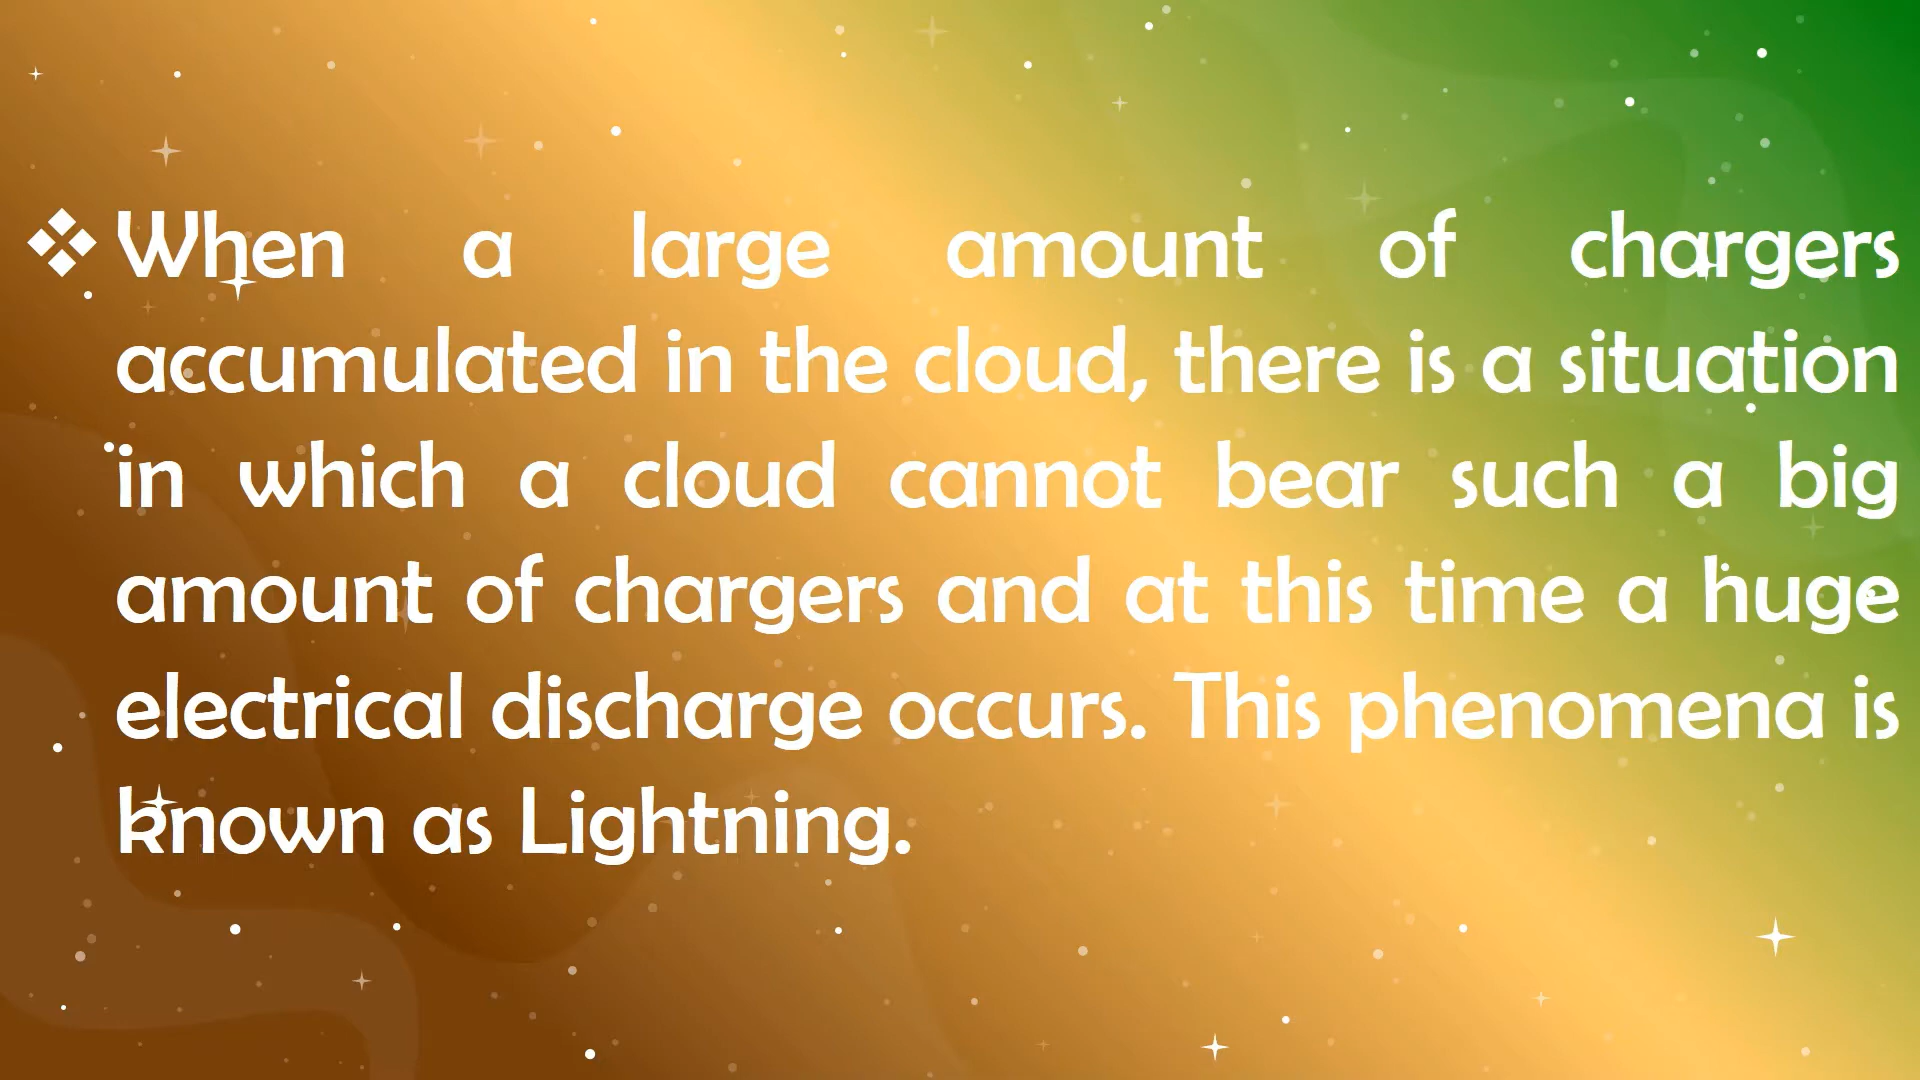 When a large amount of chargers
accumulated in the cloud, there is a situation
in which a cloud cannot bear such a big
amount of chargers and at this time a huge
electrical discharge occurs. This phenomena is
known as Lightning.